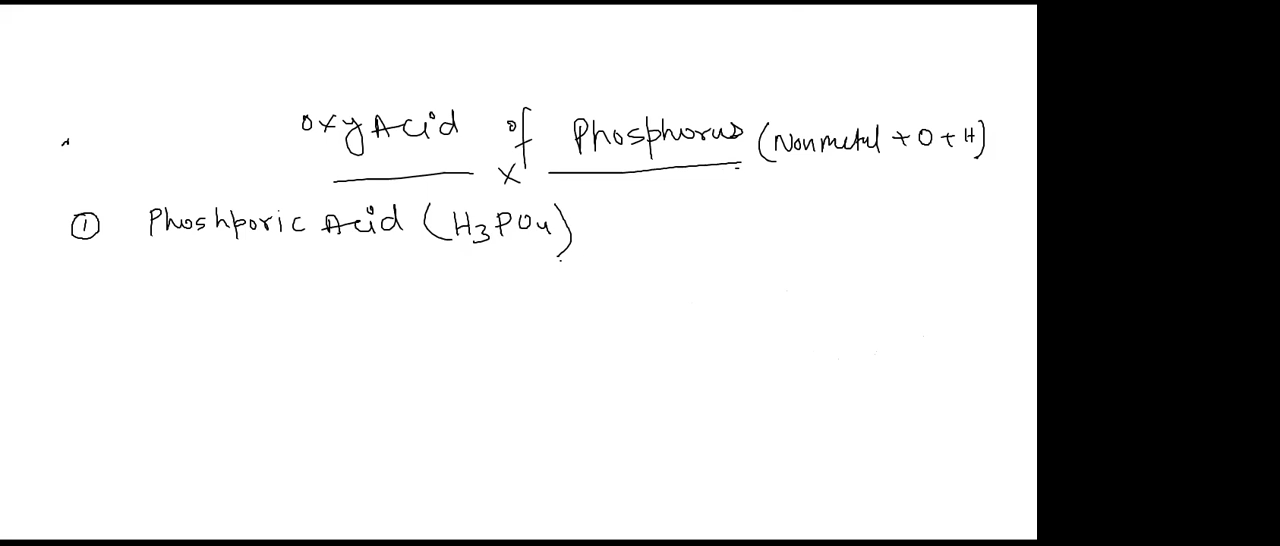 OxyAcid of Phosphorus (Nonmetal + O + H)
x
① Phoshporic Acid (H3PO4)